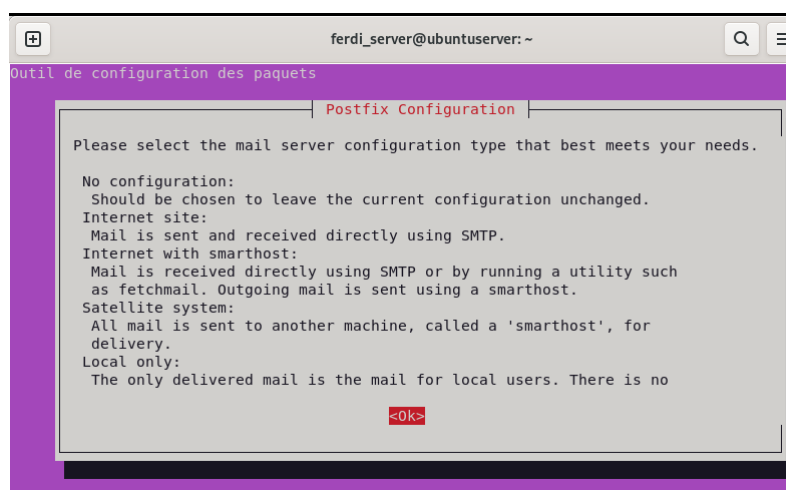 ferdi_server@ubuntuserver: ~
Outil de configuration des paquets
Postfix Configuration
Please select the mail server configuration type that best meets your needs.
No configuration:
Should be chosen to leave the current configuration unchanged.
Internet site:
Mail is sent and received directly using SMTP.
Internet with smarthost:
Mail is received directly using SMTP or by running a utility such
as fetchmail. Outgoing mail is sent using a smarthost.
Satellite system:
All mail is sent to another machine, called a 'smarthost', for
delivery.
Local only:
The only delivered mail is the mail for local users. There is no
<Ok>